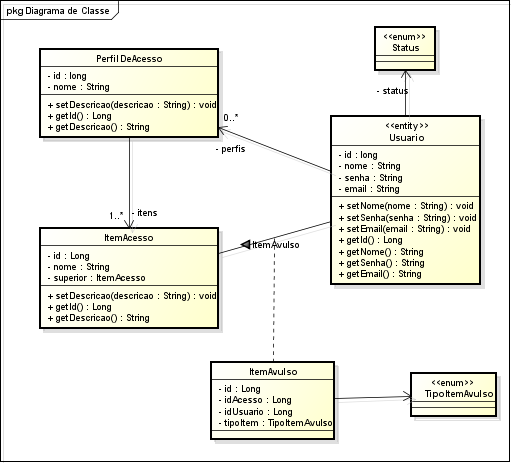 pkg Diagrama de Classe
Perfil DeAcesso
- id : long
- nome : String
+ setDescricao(descricao : String) : void
+ getId() : Long
+ getDescricao() : String
<<enum>>
Status
- status
0..*
- perfis
<<entity>>
Usuario
- id : long
- nome : String
- senha : String
- email : String
+ setNome(nome : String) : void
+ setSenha(senha : String) : void
+ setEmail(email : String) : void
+ getId() : Long
+ getNome() : String
+ getSenha() : String
+ getEmail() : String
1..*
- itens
ItemAcesso
- id : Long
- nome : String
- superior : ItemAcesso
+ setDescricao(descricao : String) : void
+ getId() : Long
+ getDescricao() : String
ItemAvulso
ItemAvulso
- id : Long
- idAcesso : Long
- idUsuario : Long
- tipoItem : TipoItemAvulso
<<enum>>
TipoItemAvulso